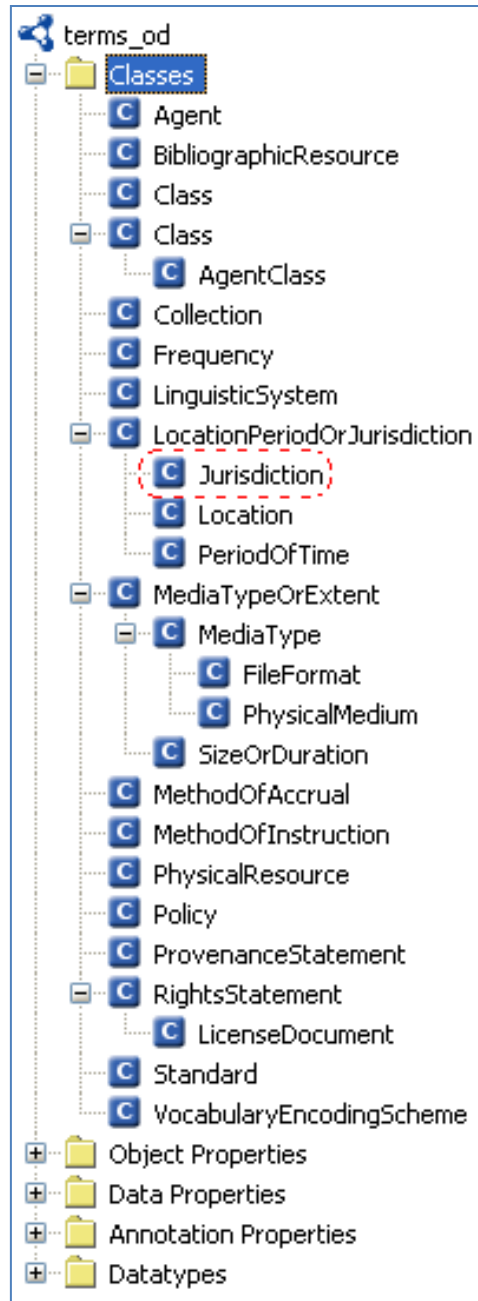 terms_od
Classes
C Agent
C BibliographicResource
C Class
C Class
C AgentClass
C Collection
C Frequency
C LinguisticSystem
C LocationPeriodOrJurisdiction
C Jurisdiction
C Location
C PeriodOfTime
C MediaTypeOrExtent
C MediaType
C FileFormat
C PhysicalMedium
C SizeOrDuration
C MethodOfAccrual
C MethodOfInstruction
C PhysicalResource
C Policy
C ProvenanceStatement
C RightsStatement
C LicenseDocument
C Standard
C VocabularyEncodingScheme
Object Properties
Data Properties
Annotation Properties
Datatypes